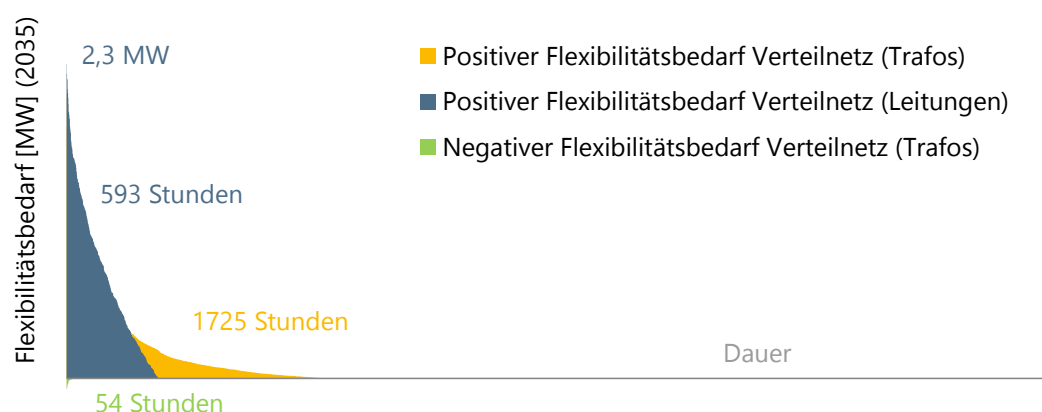 Flexibilitätsbedarf [MW] (2035)
2,3 MW
Positiver Flexibilitätsbedarf Verteilnetz (Trafos)
Positiver Flexibilitätsbedarf Verteilnetz (Leitungen)
Negativer Flexibilitätsbedarf Verteilnetz (Trafos)
593 Stunden
1725 Stunden
Dauer
54 Stunden